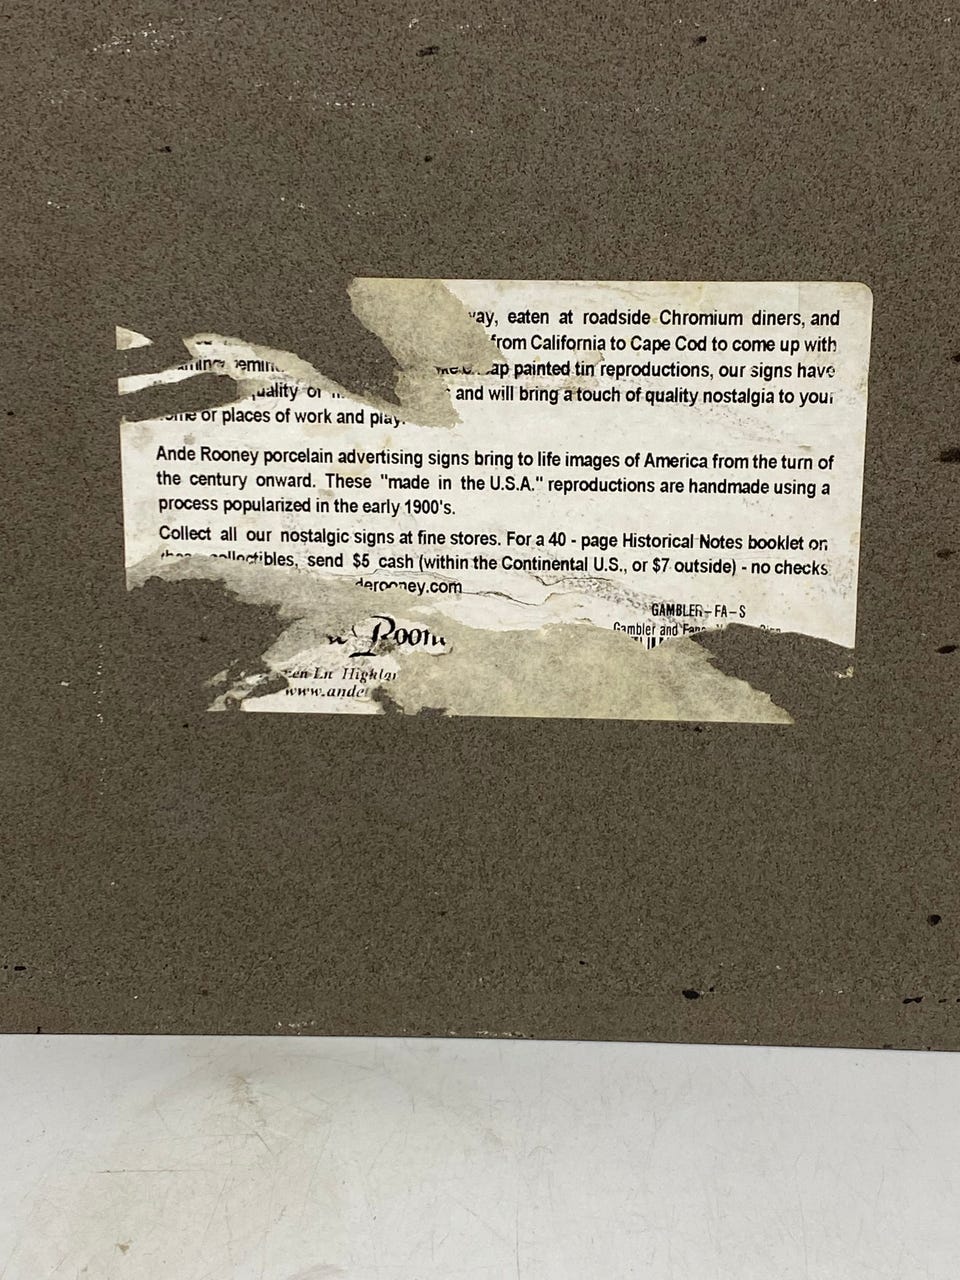 eaten at roadside Chromium diners, and
from California to Cape Cod to come up with
painted tin reproductions, our signs have
and will bring a touch of quality nostalgia to your
or places of work and play.
Ande Rooney porcelain advertising signs bring to life images of America from the turn of
the century onward. These "made in the U.S.A." reproductions are handmade using a
process popularized in the early 1900's.
Collect all our nostalgic signs at fine stores. For a 40 - page Historical Notes booklet on
send $5 cash (within the Continental U.S., or $7 outside) - no checks
derooney.com
GAMBLER-FA-S
Gambler and
Ln
www.ande